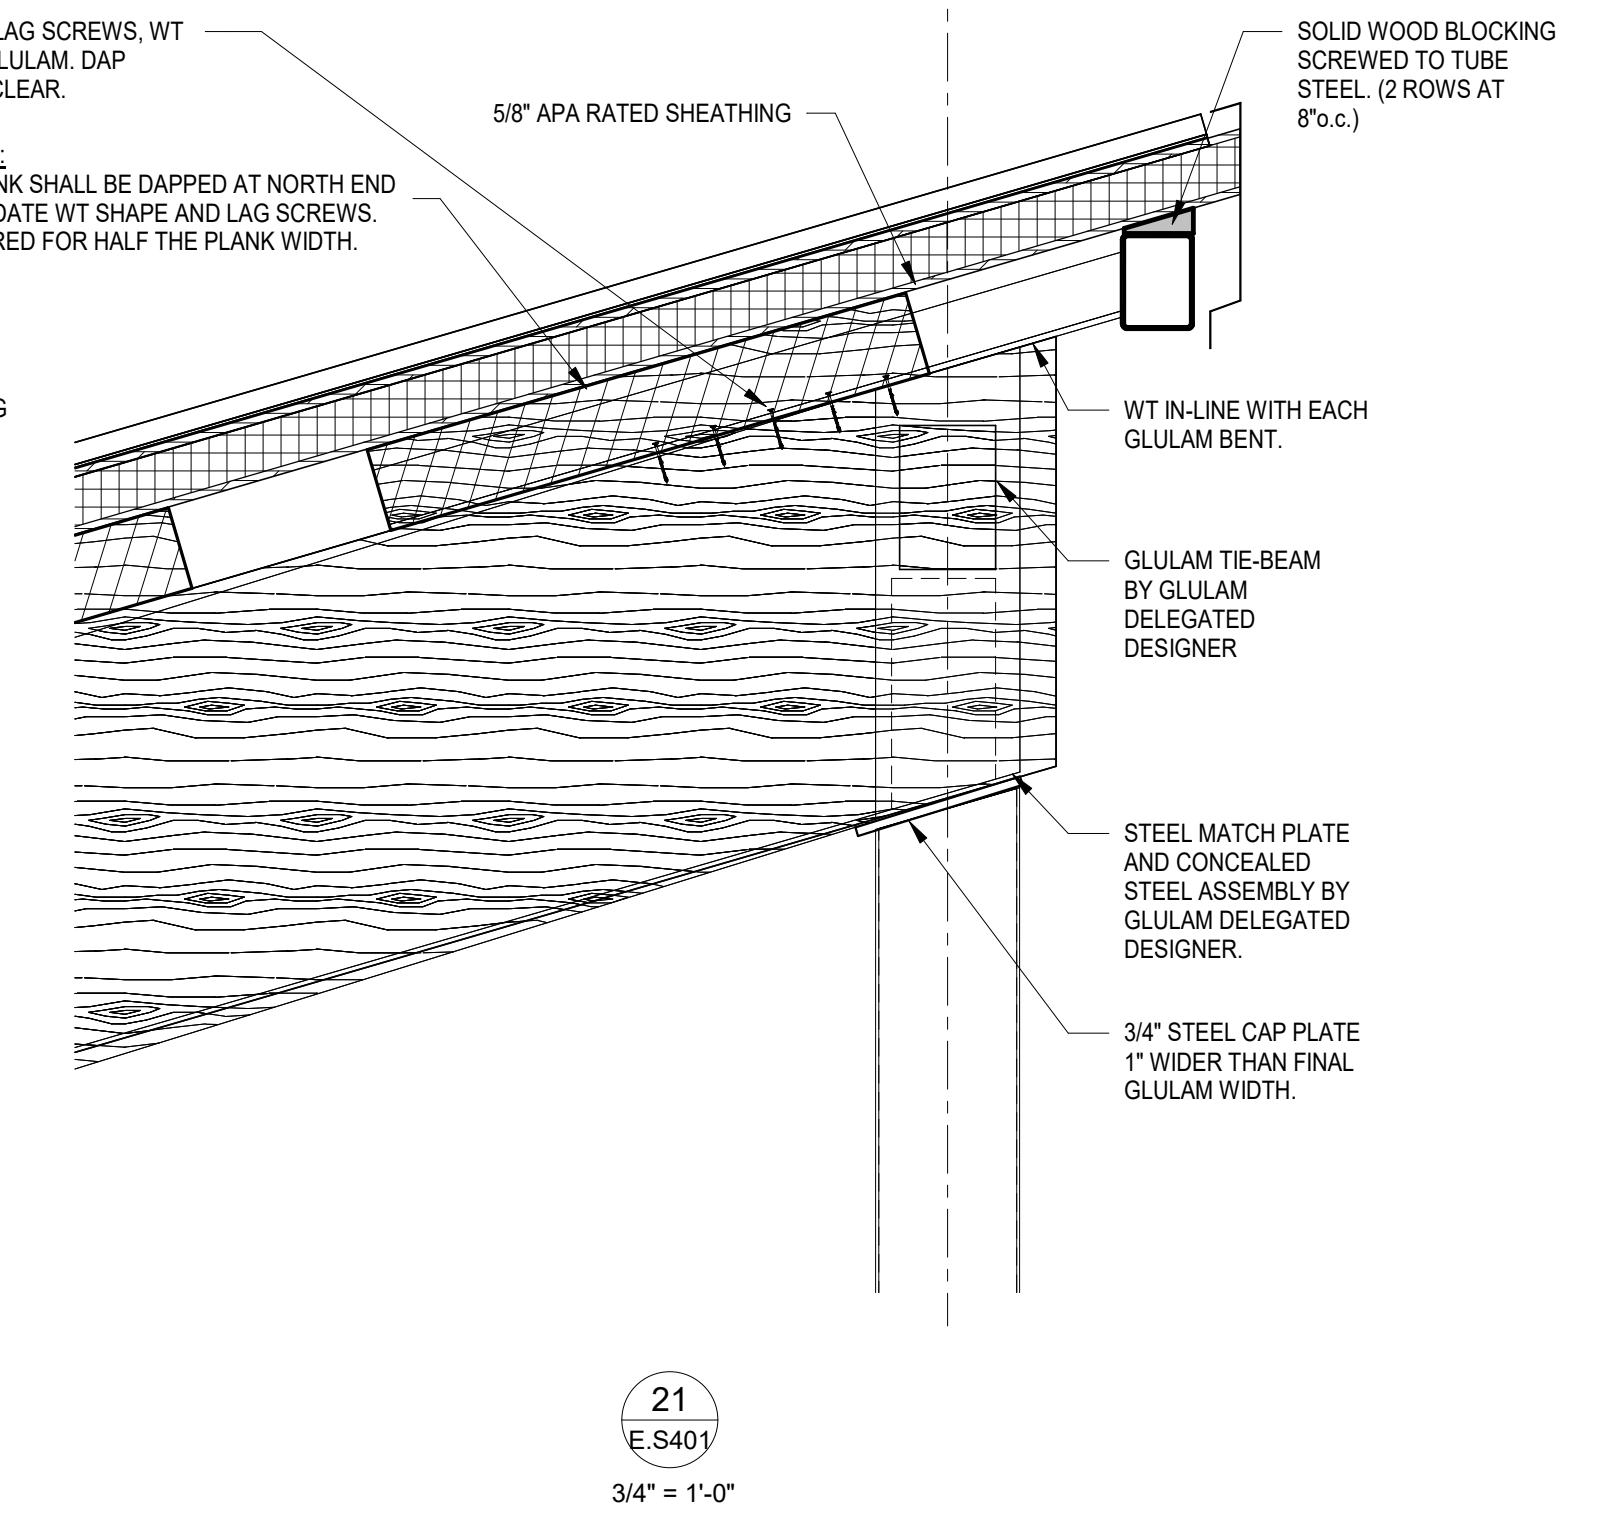 LAG SCREWS, WT
LULAM. DAP
CLEAR.
:
NK SHALL BE DAPPED AT NORTH END
DATE WT SHAPE AND LAG SCREWS.
RED FOR HALF THE PLANK WIDTH.
G
5/8" APA RATED SHEATHING
SOLID WOOD BLOCKING
SCREWED TO TUBE
STEEL. (2 ROWS AT
8"o.c.)
WT IN-LINE WITH EACH
GLULAM BENT.
GLULAM TIE-BEAM
BY GLULAM
DELEGATED
DESIGNER
STEEL MATCH PLATE
AND CONCEALED
STEEL ASSEMBLY BY
GLULAM DELEGATED
DESIGNER.
3/4" STEEL CAP PLATE
1" WIDER THAN FINAL
GLULAM WIDTH.
21
E.S401
3/4" = 1'-0"